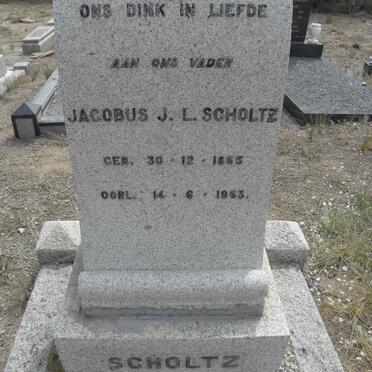 ONS DINK IN LIEFDE
AAN ONS VADER
JACOBUS J. L. SCHOLTZ
GEB. 30-12-1885
OORL. 14-6-1963.
SCHOLTZ